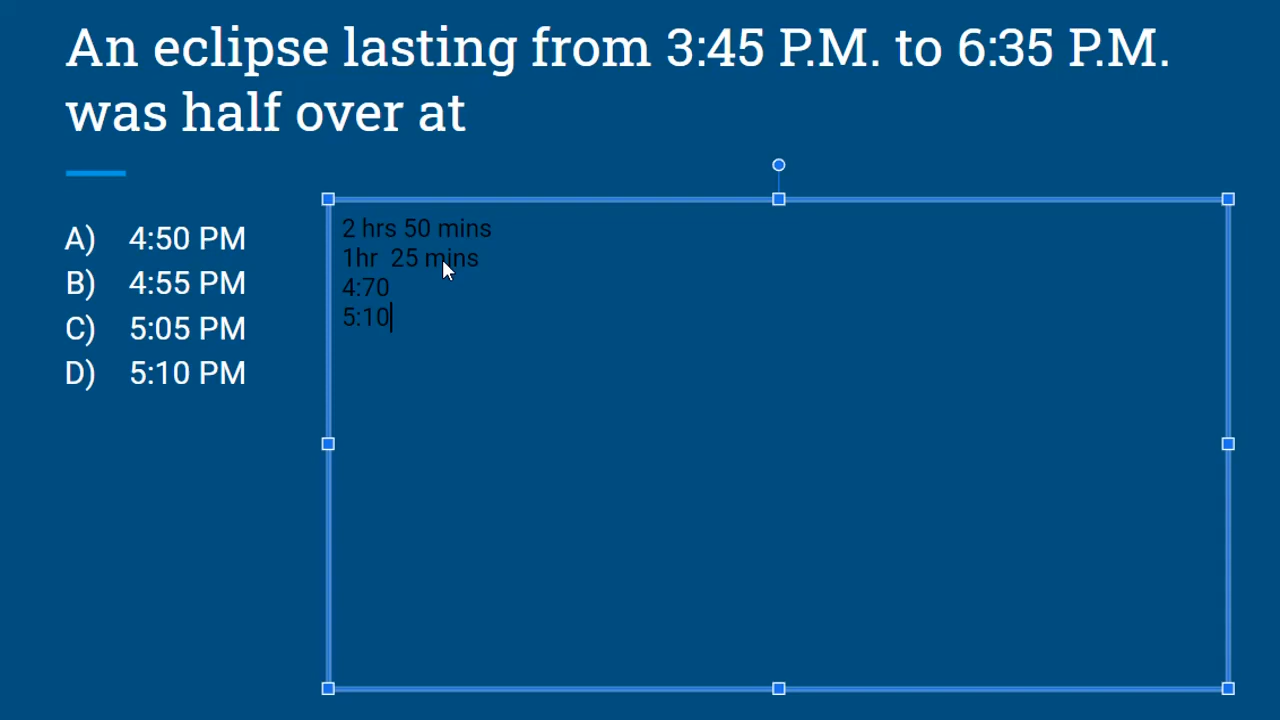 An eclipse lasting from 3:45 P.M. to 6:35 P.M.
was half over at
A) 4:50 PM
B) 4:55 PM
C) 5:05 PM
D) 5:10 PM
2 hrs 50 mins
1hr  25 mins
4:70
5:10